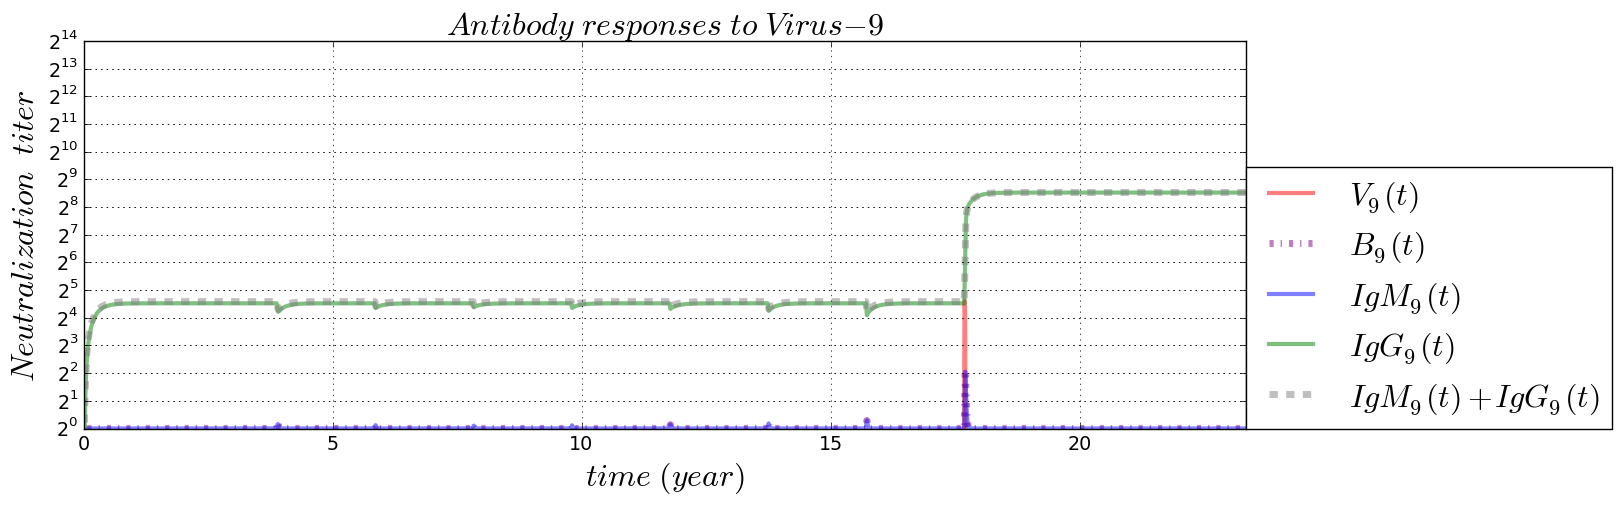 Antibody responses to Virus−9
2^14
2^13
2^12
2^11
2^10
2^9
2^8
2^7
2^6
2^5
2^4
2^3
2^2
2^1
2^0
Neutralization titer
0 5 10 15 20
time (year)
V_9(t)
B_9(t)
IgM_9(t)
IgG_9(t)
IgM_9(t)+IgG_9(t)